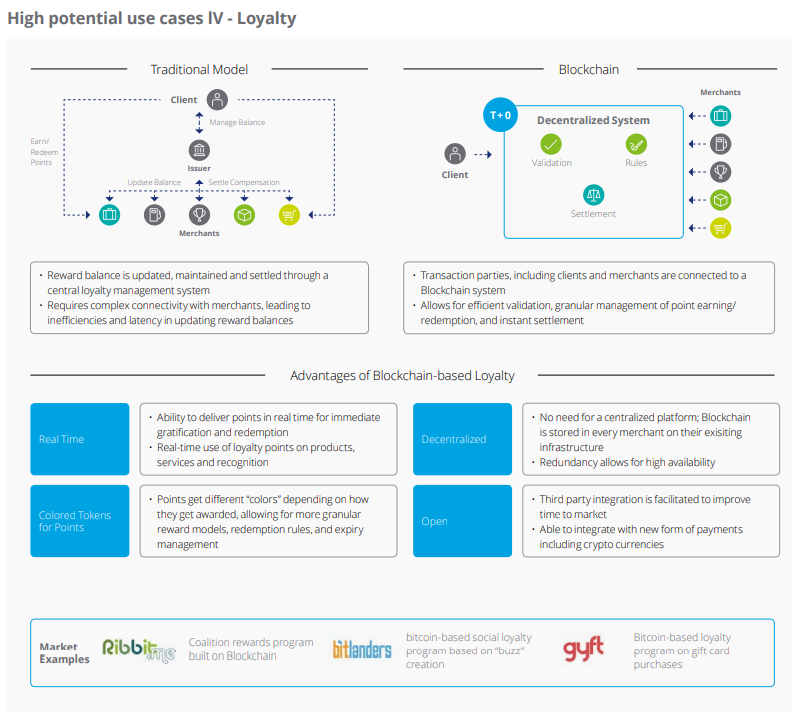 High potential use cases lV - Loyalty
Traditional Model
Client
Manage Balance
Earn/
Redeem
Points
Issuer
Update Balance
Settle Compensation
Merchants
Blockchain
Merchants
T+0
Decentralized System
Validation
Rules
Client
Settlement
• Reward balance is updated, maintained and settled through a
central loyalty management system
• Requires complex connectivity with merchants, leading to
inefficiencies and latency in updating reward balances
• Transaction parties, including clients and merchants are connected to a
Blockchain system
• Allows for efficient validation, granular management of point earning/
redemption, and instant settlement
Advantages of Blockchain-based Loyalty
Real Time
• Ability to deliver points in real time for immediate
gratification and redemption
• Real-time use of loyalty points on products,
services and recognition
Decentralized
• No need for a centralized platform; Blockchain
is stored in every merchant on their exisiting
infrastructure
• Redundancy allows for high availability
Colored Tokens
for Points
• Points get different “colors” depending on how
they get awarded, allowing for more granular
reward models, redemption rules, and expiry
management
Open
• Third party integration is facilitated to improve
time to market
• Able to integrate with new form of payments
including crypto currencies
Market
Examples
Ribbit
me
Coalition rewards program
built on Blockchain
bitlanders
bitcoin-based social loyalty
program based on “buzz”
creation
gyft
Bitcoin-based loyalty
program on gift card
purchases